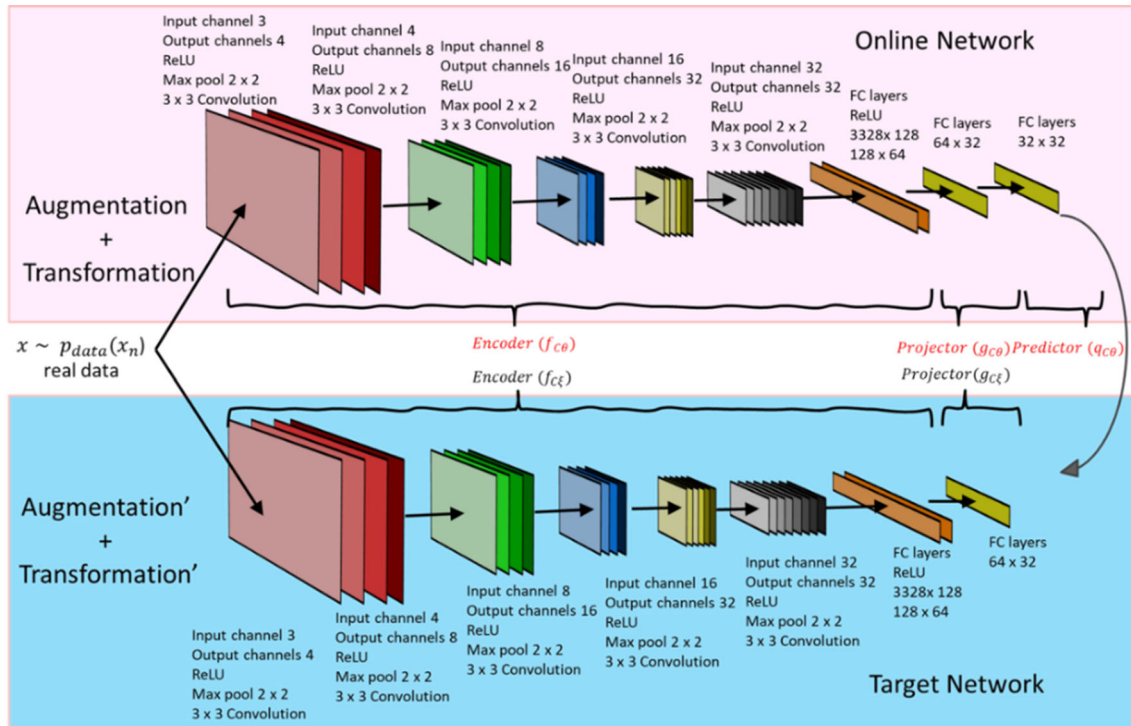 Input channel 3
Output channels 4
ReLU
Max pool 2 x 2
3 x 3 Convolution
Input channel 4
Output channels 8
ReLU
Max pool 2 x 2
3 x 3 Convolution
Input channel 8
Output channels 16
ReLU
Max pool 2 x 2
3 x 3 Convolution
Input channel 16
Output channels 32
ReLU
Max pool 2 x 2
3 x 3 Convolution
Input channel 32
Output channels 32
ReLU
Max pool 2 x 2
3 x 3 Convolution
Online Network
FC layers
ReLU
3328x 128
128 x 64
FC layers
64 x 32
FC layers
32 x 32
Augmentation
+
Transformation
x ~ p_data(x_n)
real data
Encoder (f_Cθ)
Projector (g_Cθ) Predictor (q_Cθ)
Encoder (f_Cξ)
Projector(g_Cξ)
Augmentation'
+
Transformation'
Input channel 3
Output channels 4
ReLU
Max pool 2 x 2
3 x 3 Convolution
Input channel 4
Output channels 8
ReLU
Max pool 2 x 2
3 x 3 Convolution
Input channel 8
Output channels 16
ReLU
Max pool 2 x 2
3 x 3 Convolution
Input channel 16
Output channels 32
ReLU
Max pool 2 x 2
3 x 3 Convolution
Input channel 32
Output channels 32
ReLU
Max pool 2 x 2
3 x 3 Convolution
FC layers
ReLU
3328x 128
128 x 64
FC layers
64 x 32
Target Network